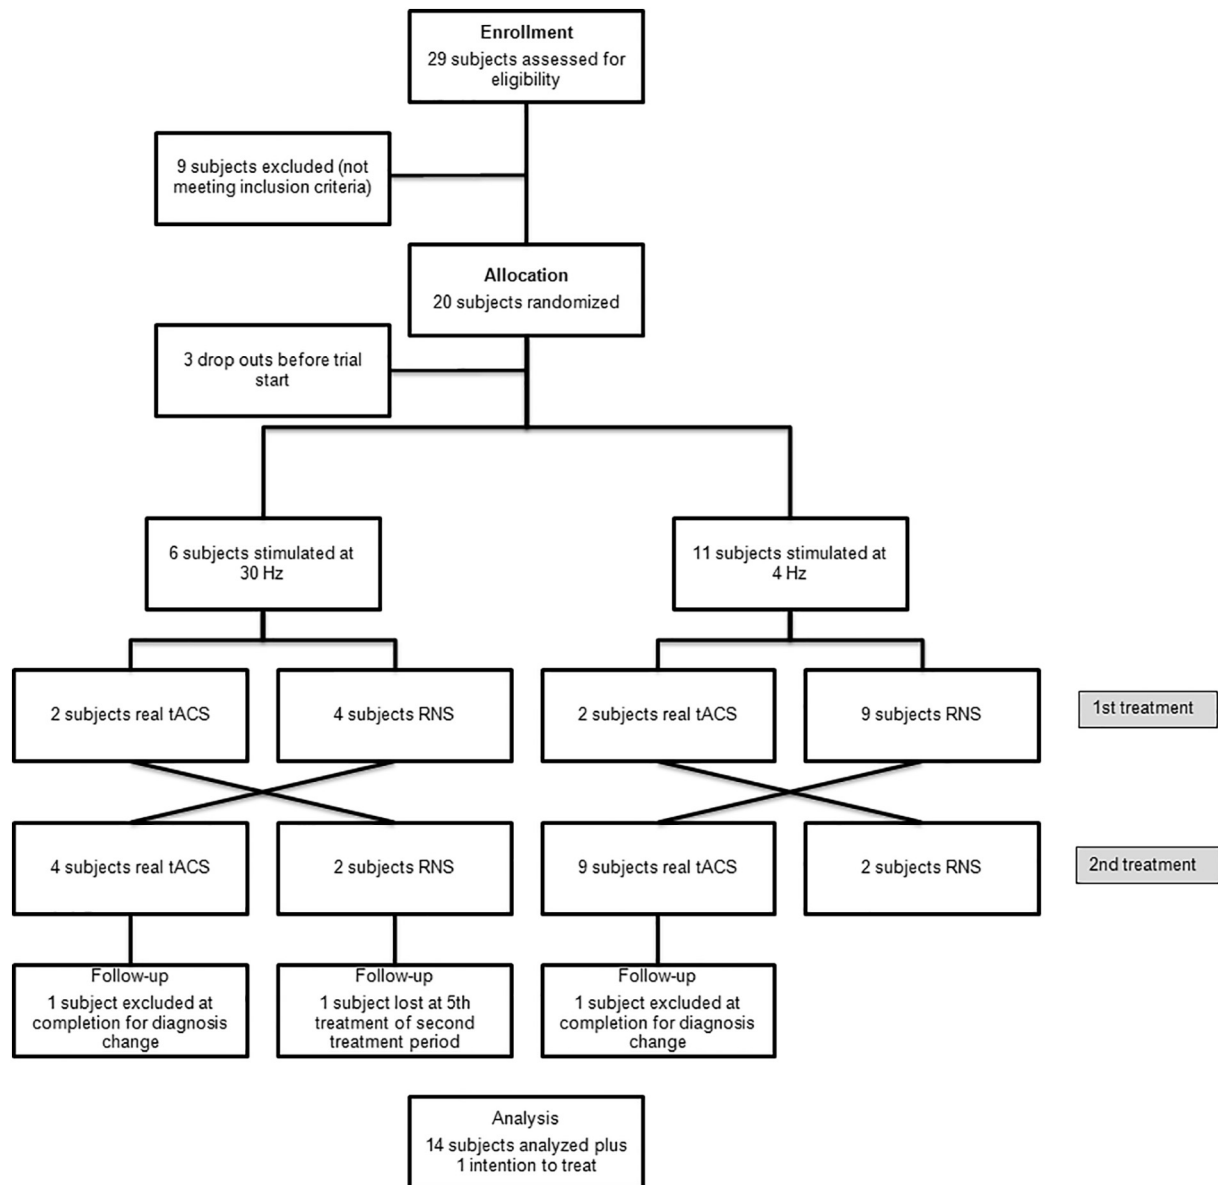 Enrollment
29 subjects assessed for
eligibility
9 subjects excluded (not
meeting inclusion criteria)
Allocation
20 subjects randomized
3 drop outs before trial
start
6 subjects stimulated at
30 Hz
11 subjects stimulated at
4 Hz
2 subjects real tACS
4 subjects RNS
2 subjects real tACS
9 subjects RNS
1st treatment
4 subjects real tACS
2 subjects RNS
9 subjects real tACS
2 subjects RNS
2nd treatment
Follow-up
1 subject excluded at
completion for diagnosis
change
Follow-up
1 subject lost at 5th
treatment of second
treatment period
Follow-up
1 subject excluded at
completion for diagnosis
change
Analysis
14 subjects analyzed plus
1 intention to treat